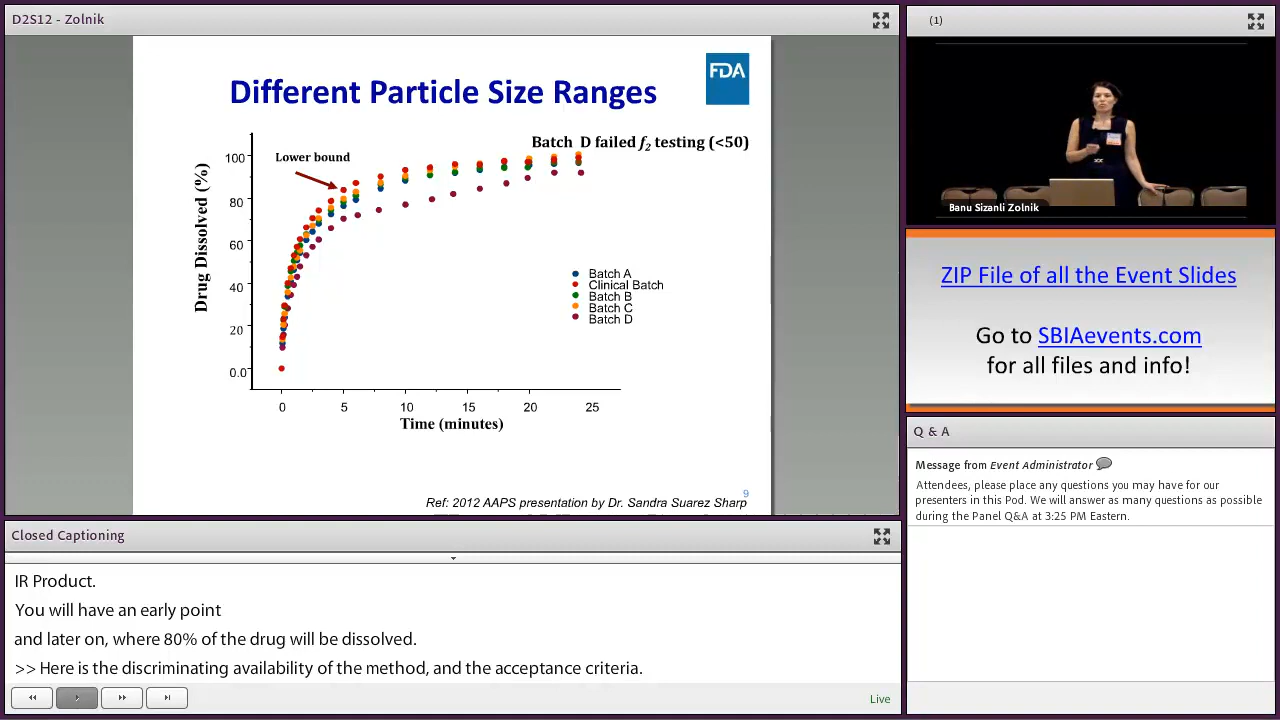 D2S12 - Zolnik
Different Particle Size Ranges
FDA
Batch D failed f2 testing (<50)
Lower bound
Drug Dissolved (%)
100
80
60
40
20
0.0
Batch A
Clinical Batch
Batch B
Batch C
Batch D
0 5 10 15 20 25
Time (minutes)
9
Ref: 2012 AAPS presentation by Dr. Sandra Suarez Sharp
(1)
Banu Sizanli Zolnik
ZIP File of all the Event Slides
Go to SBIAevents.com
for all files and info!
Q & A
Message from Event Administrator
Attendees, please place any questions you may have for our
presenters in this Pod. We will answer as many questions as possible
during the Panel Q&A at 3:25 PM Eastern.
Closed Captioning
IR Product.
You will have an early point
and later on, where 80% of the drug will be dissolved.
>> Here is the discriminating availability of the method, and the acceptance criteria.
Live